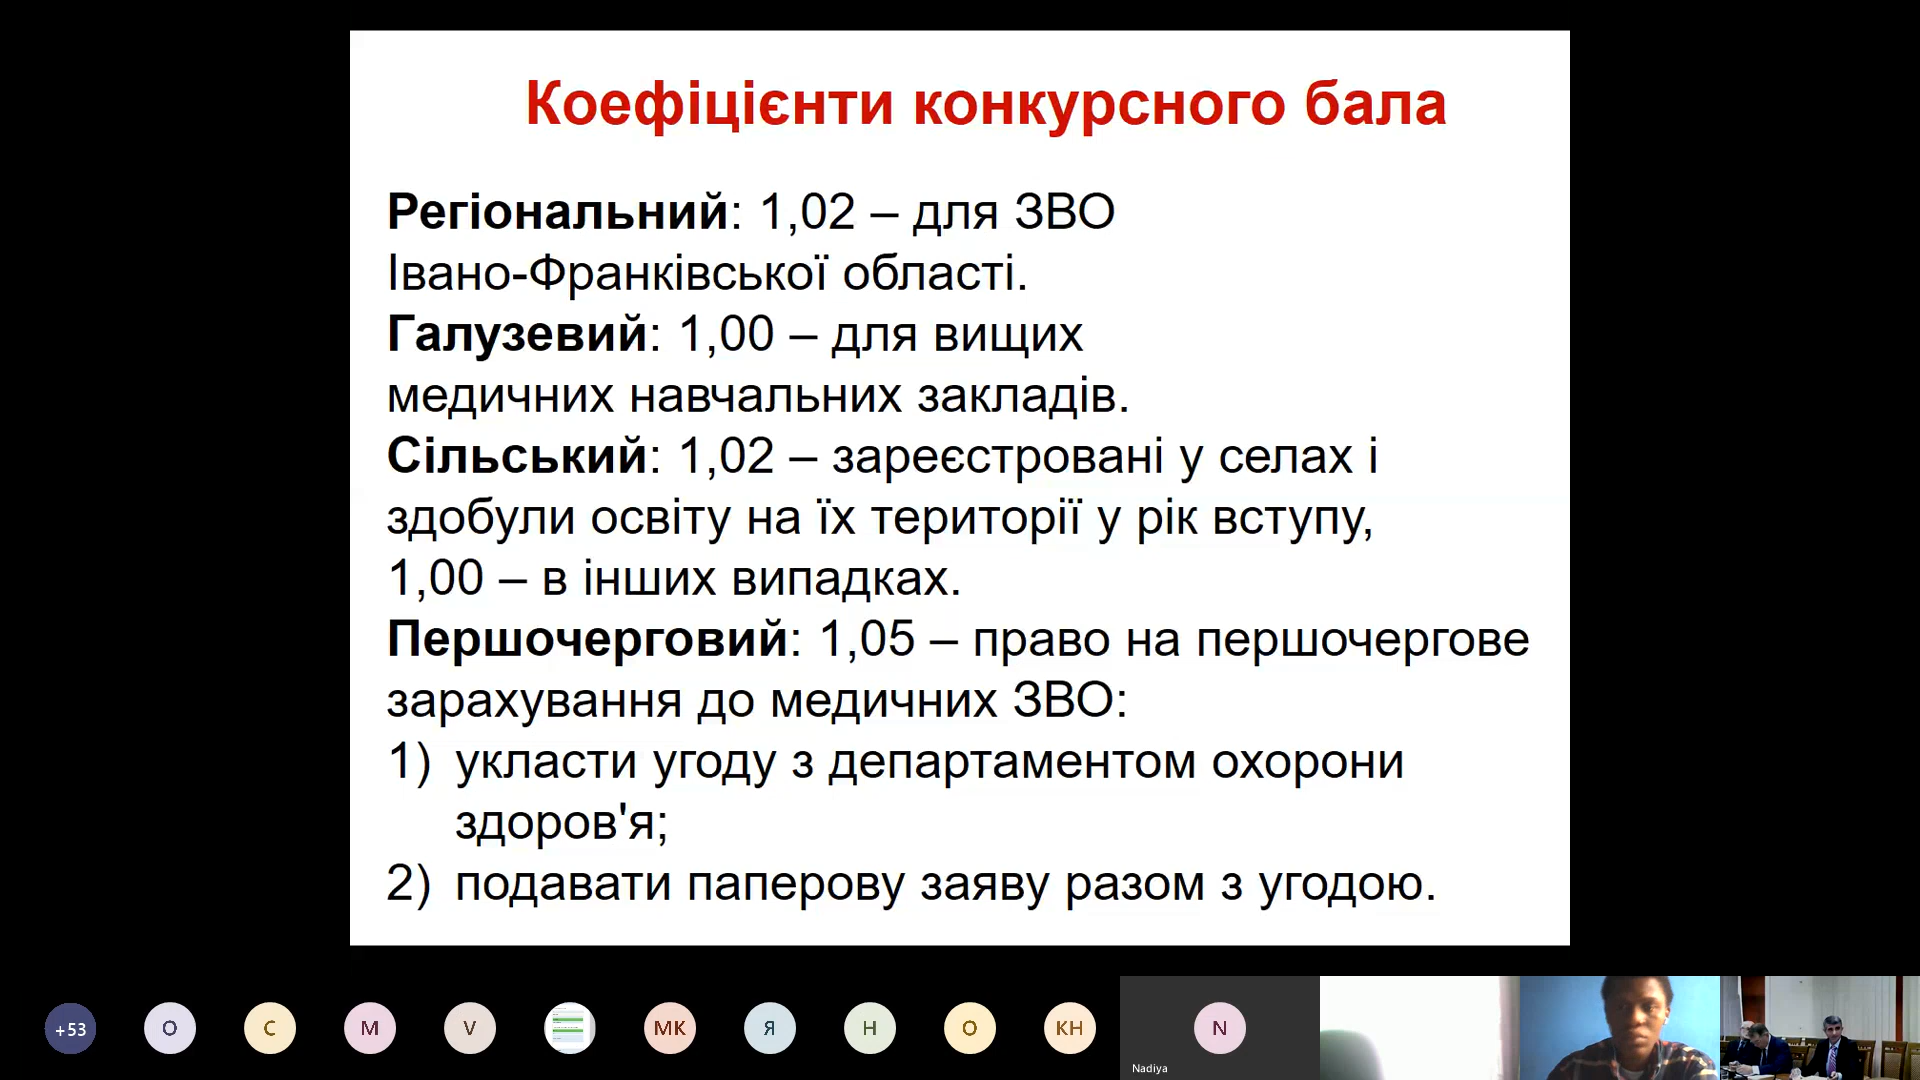 Коефіцієнти конкурсного бала
Регіональний: 1,02 – для ЗВО
Івано-Франківської області.
Галузевий: 1,00 – для вищих
медичних навчальних закладів.
Сільський: 1,02 – зареєстровані у селах і
здобули освіту на їх території у рік вступу,
1,00 – в інших випадках.
Першочерговий: 1,05 – право на першочергове
зарахування до медичних ЗВО:
1) укласти угоду з департаментом охорони
здоров'я;
2) подавати паперову заяву разом з угодою.
+53 О С М V МК Я Н О КН N
Nadiya